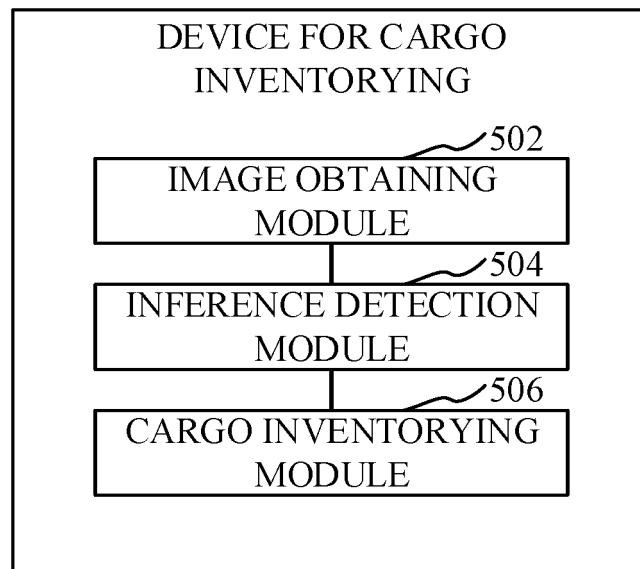 DEVICE FOR CARGO
INVENTORYING
502
IMAGE OBTAINING
MODULE
504
INFERENCE DETECTION
MODULE
506
CARGO INVENTORYING
MODULE